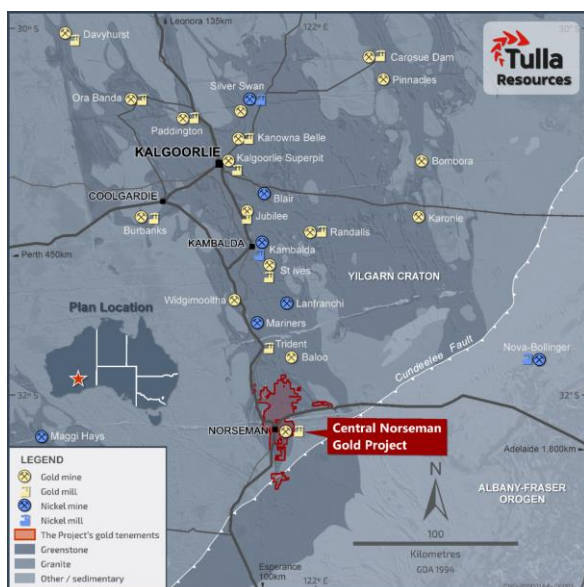 30° S
Leonora 135km
122° E
30° S
Davyhurst
Tulla
Resources
Carosue Dam
Pinnacles
Silver Swan
Ora Banda
Paddington
Kanowna Belle
KALGOORLIE
Kalgoorlie Superpit
Bombora
Blair
COOLGARDIE
Jubilee
Karonie
Burbanks
Randalls
KAMBALDA
Kambalda
Perth 450km
St Ives
YILGARN CRATON
Widgimooltha
Lanfranchi
Plan Location
Mariners
Cundeelee Fault
Nova-Bollinger
Trident
Baloo
32° S
32° S
NORSEMAN
Central Norseman
Gold Project
Maggi Hays
Adelaide 1,800km
LEGEND
Gold mine
Gold mill
Nickel mine
Nickel mill
The Project's gold tenements
Greenstone
Granite
Other / sedimentary
N
ALBANY-FRASER
OROGEN
100
Kilometres
GDA 1994
Esperance
100km
122° E